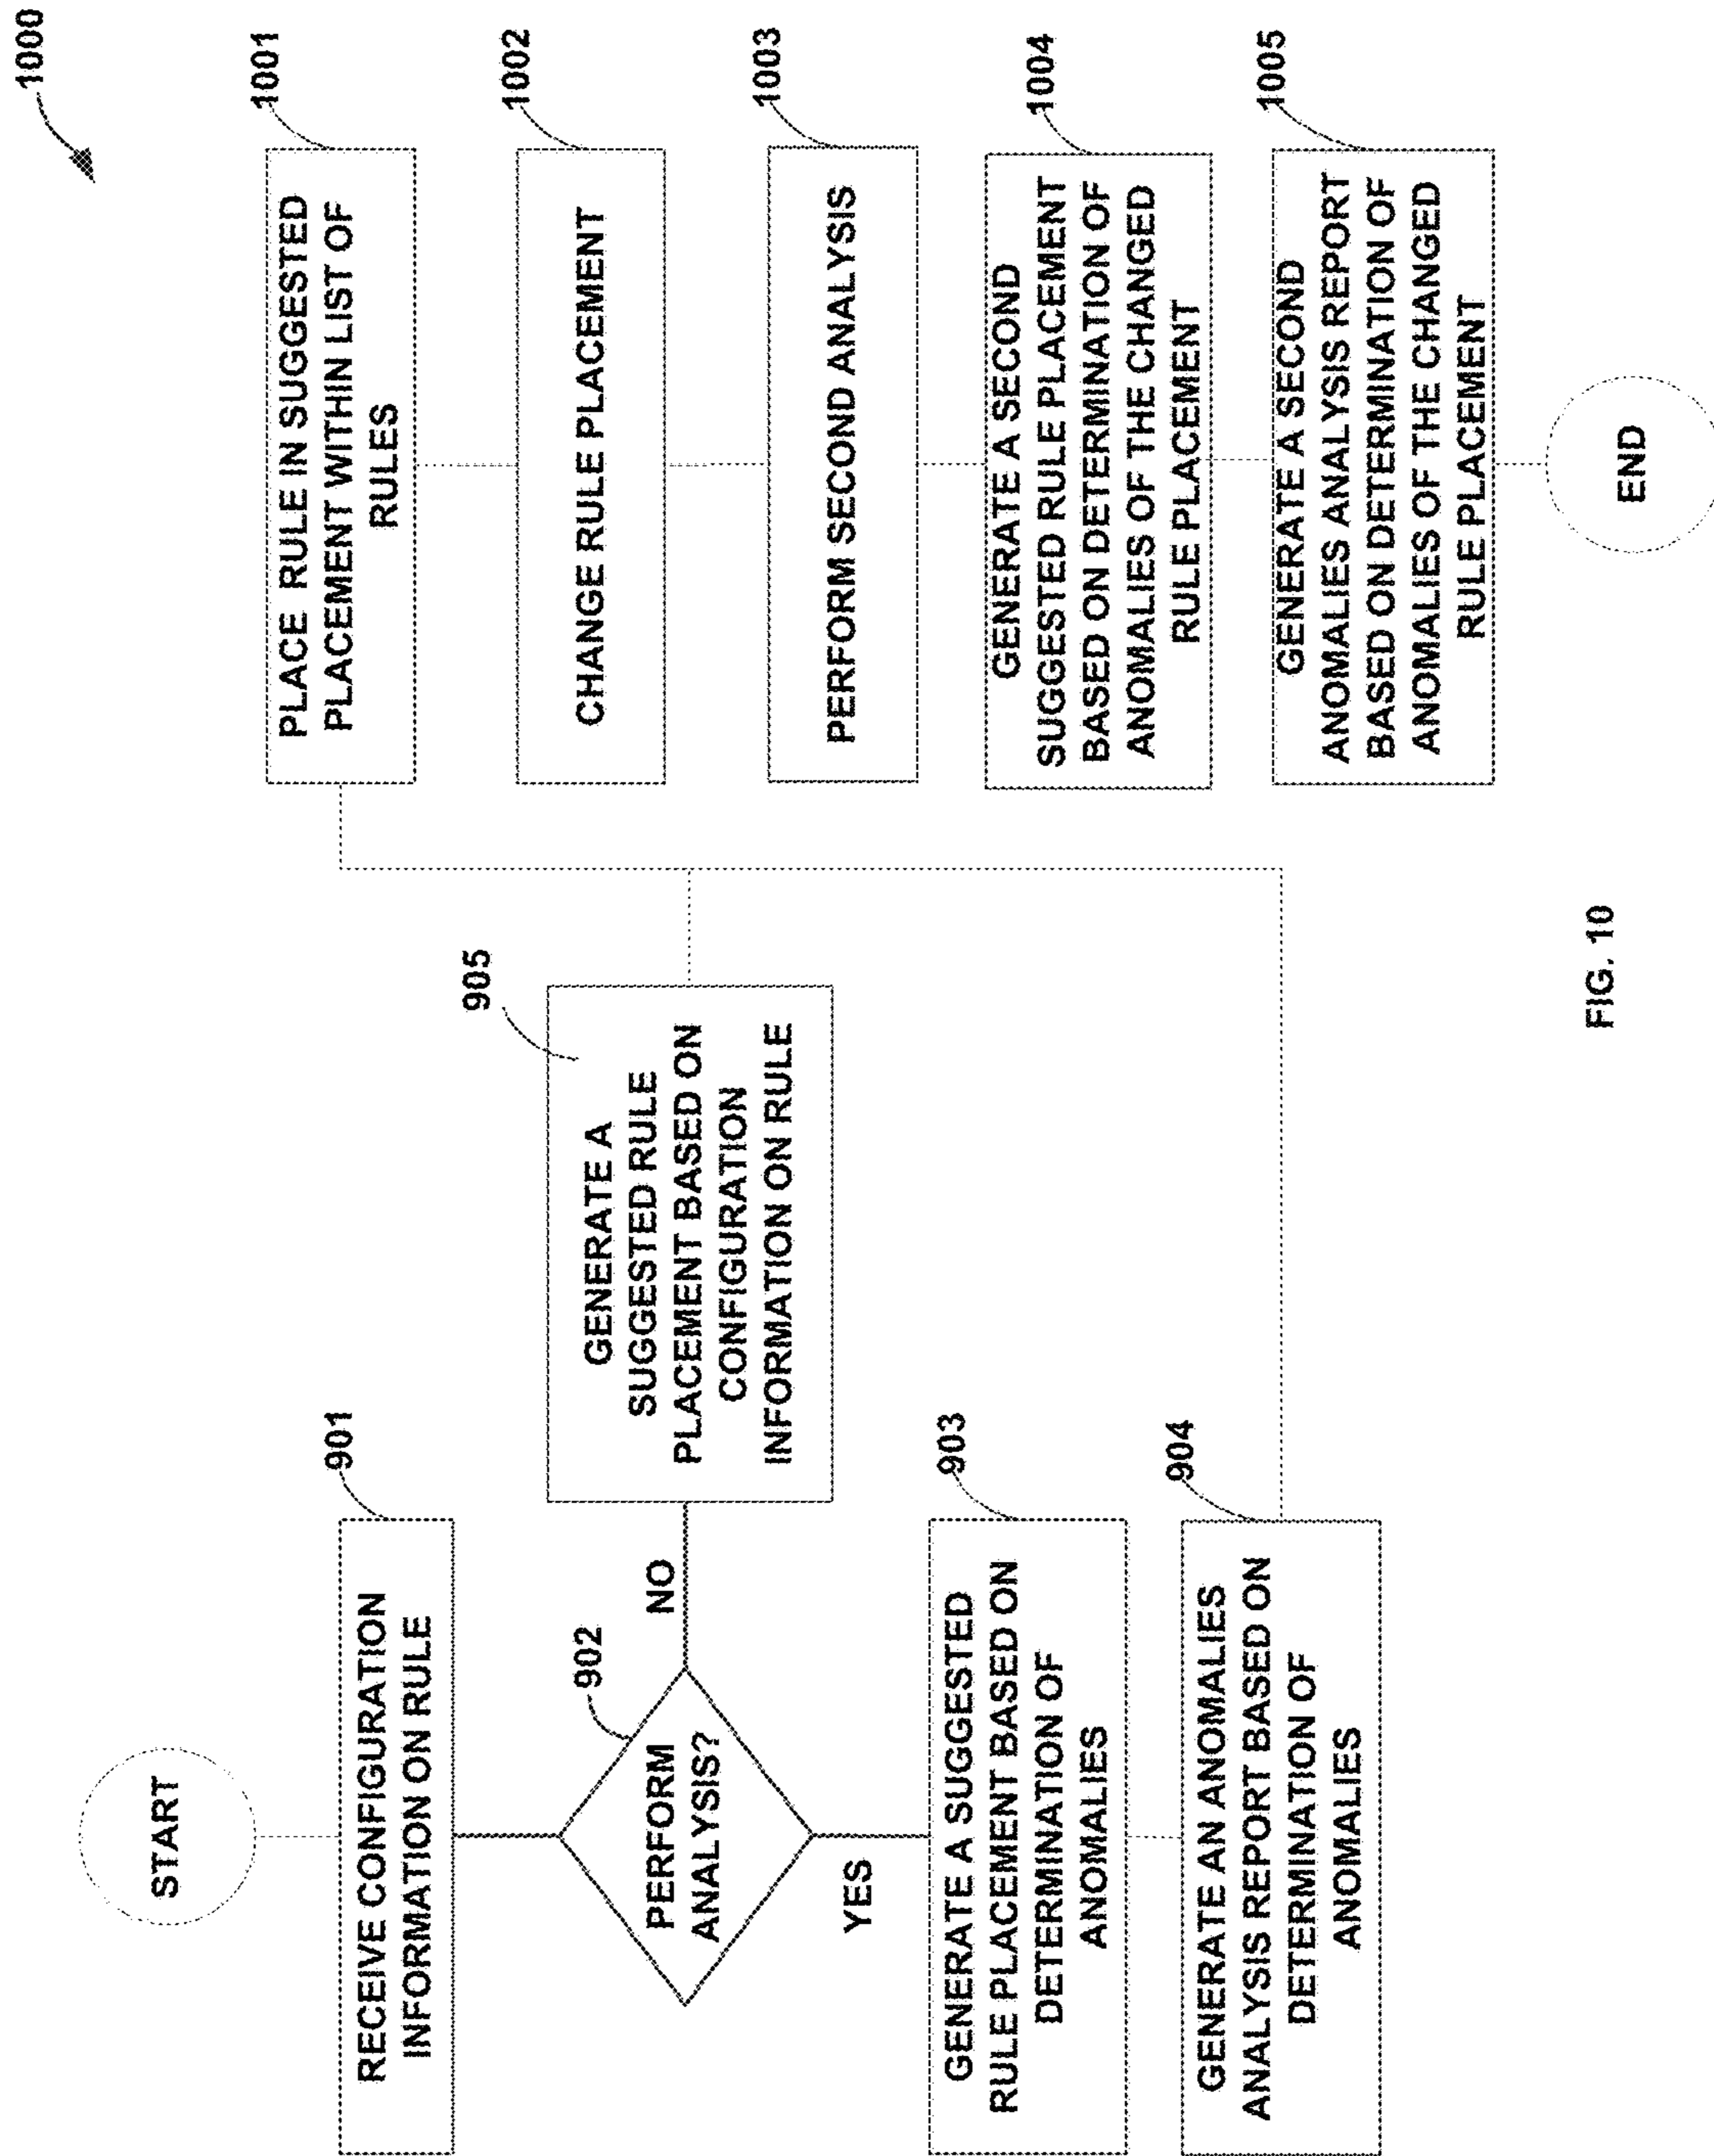 1000
START
RECEIVE CONFIGURATION
INFORMATION ON RULE
901
PERFORM
ANALYSIS?
902
NO
YES
GENERATE A SUGGESTED
RULE PLACEMENT BASED ON
DETERMINATION OF
ANOMALIES
903
GENERATE AN ANOMALIES
ANALYSIS REPORT BASED ON
DETERMINATION OF
ANOMALIES
904
GENERATE A
SUGGESTED RULE
PLACEMENT BASED ON
CONFIGURATION
INFORMATION ON RULE
905
PLACE RULE IN SUGGESTED
PLACEMENT WITHIN LIST OF
RULES
1001
CHANGE RULE PLACEMENT
1002
PERFORM SECOND ANALYSIS
1003
GENERATE A SECOND
SUGGESTED RULE PLACEMENT
BASED ON DETERMINATION OF
ANOMALIES OF THE CHANGED
RULE PLACEMENT
1004
GENERATE A SECOND
ANOMALIES ANALYSIS REPORT
BASED ON DETERMINATION OF
ANOMALIES OF THE CHANGED
RULE PLACEMENT
1005
END
FIG. 10